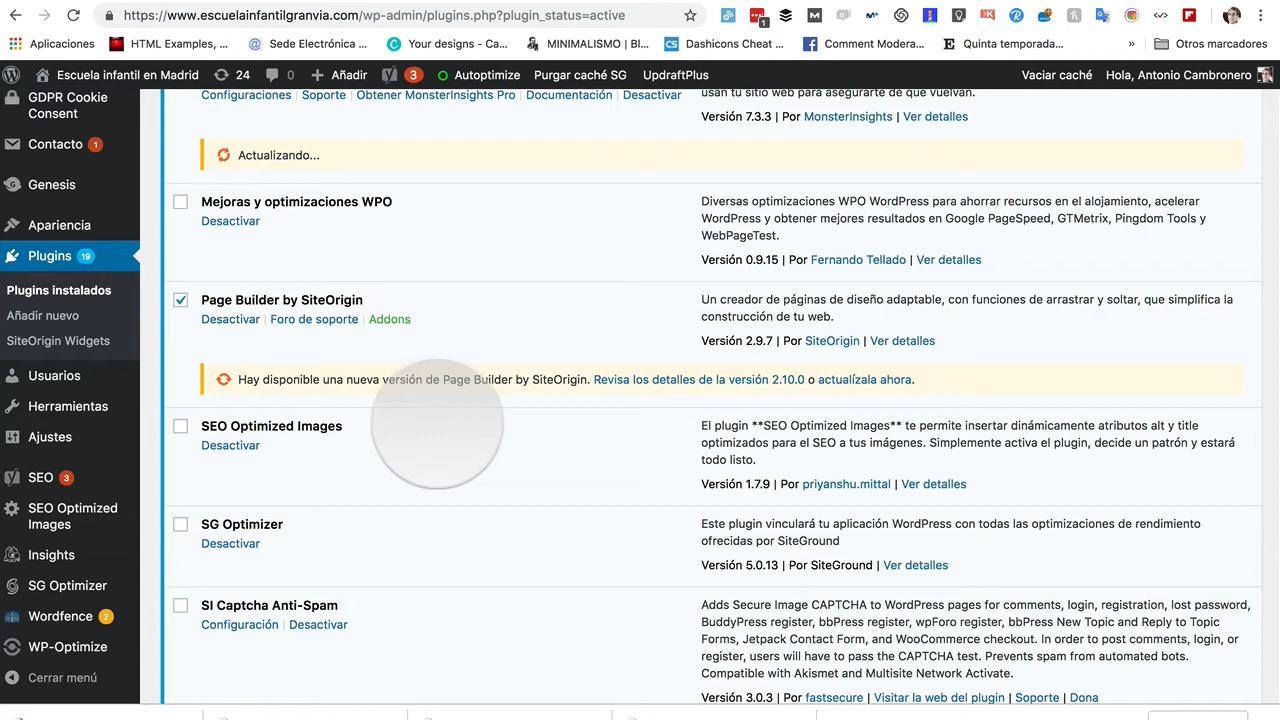 https://www.escuelainfantilgranvia.com/wp-admin/plugins.php?plugin_status=active
1
Aplicaciones
HTML Examples, ...
Sede Electrónica ...
Your designs - Ca...
MINIMALISMO | Bl...
CS
Dashicons Cheat ...
Comment Modera...
Quinta temporada...
»
Otros marcadores
Escuela infantil en Madrid
24
0
Añadir
3
Autoptimize
Purgar caché SG
UpdraftPlus
Vaciar caché
Hola, Antonio Cambronero
GDPR Cookie
Consent
Contacto 1
Genesis
Apariencia
Plugins 19
Plugins instalados
Añadir nuevo
SiteOrigin Widgets
Usuarios
Herramientas
Ajustes
SEO 3
SEO Optimized
Images
Insights
SG Optimizer
Wordfence 2
WP-Optimize
Cerrar menú
Configuraciones | Soporte | Obtener MonsterInsights Pro | Documentación | Desactivar
usan tu sitio web para asegurarte de que vuelvan.
Versión 7.3.3 | Por MonsterInsights | Ver detalles
Actualizando...
Mejoras y optimizaciones WPO
Desactivar
Diversas optimizaciones WPO WordPress para ahorrar recursos en el alojamiento, acelerar
WordPress y obtener mejores resultados en Google PageSpeed, GTMetrix, Pingdom Tools y
WebPageTest.
Versión 0.9.15 | Por Fernando Tellado | Ver detalles
Page Builder by SiteOrigin
Desactivar | Foro de soporte | Addons
Un creador de páginas de diseño adaptable, con funciones de arrastrar y soltar, que simplifica la
construcción de tu web.
Versión 2.9.7 | Por SiteOrigin | Ver detalles
Hay disponible una nueva versión de Page Builder by SiteOrigin. Revisa los detalles de la versión 2.10.0 o actualízala ahora.
SEO Optimized Images
Desactivar
El plugin **SEO Optimized Images** te permite insertar dinámicamente atributos alt y title
optimizados para el SEO a tus imágenes. Simplemente activa el plugin, decide un patrón y estará
todo listo.
Versión 1.7.9 | Por priyanshu.mittal | Ver detalles
SG Optimizer
Desactivar
Este plugin vinculará tu aplicación WordPress con todas las optimizaciones de rendimiento
ofrecidas por SiteGround
Versión 5.0.13 | Por SiteGround | Ver detalles
SI Captcha Anti-Spam
Configuración | Desactivar
Adds Secure Image CAPTCHA to WordPress pages for comments, login, registration, lost password,
BuddyPress register, bbPress register, wpForo register, bbPress New Topic and Reply to Topic
Forms, Jetpack Contact Form, and WooCommerce checkout. In order to post comments, login, or
register, users will have to pass the CAPTCHA test. Prevents spam from automated bots.
Compatible with Akismet and Multisite Network Activate.
Versión 3.0.3 | Por fastsecure | Visitar la web del plugin | Soporte | Dona